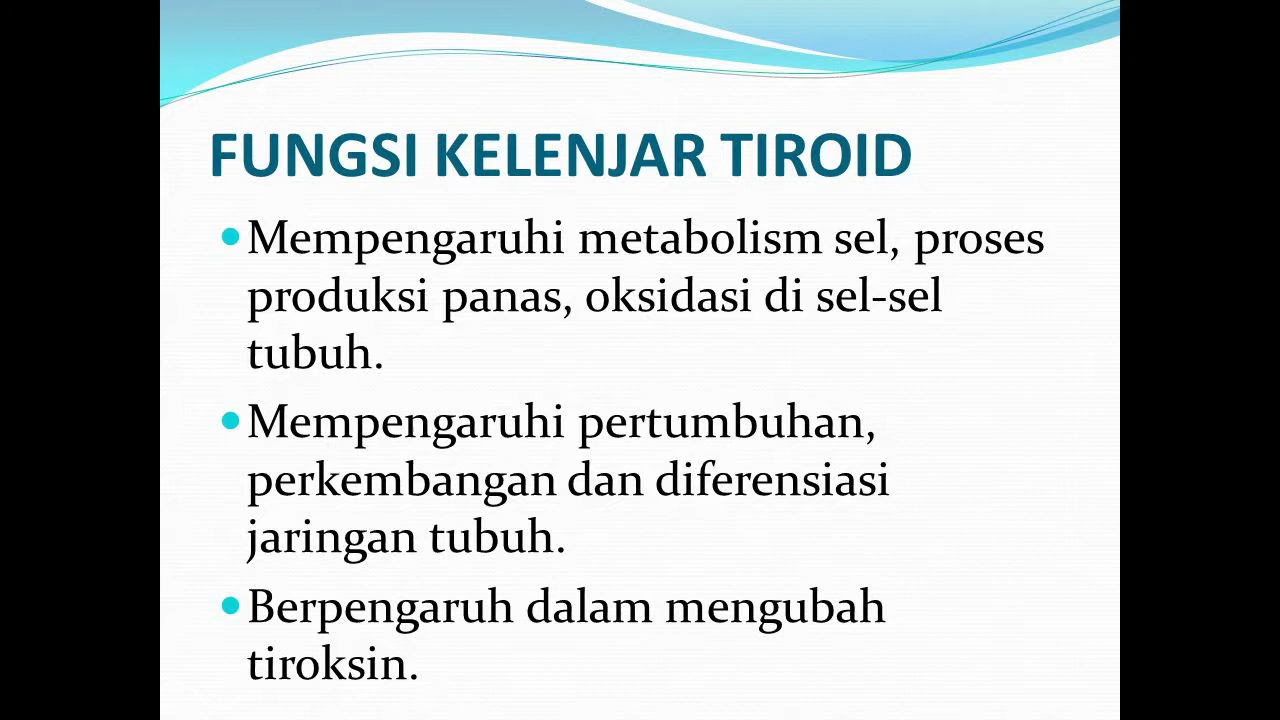 FUNGSI KELENJAR TIROID
Mempengaruhi metabolism sel, proses
produksi panas, oksidasi di sel-sel
tubuh.
Mempengaruhi pertumbuhan,
perkembangan dan diferensiasi
jaringan tubuh.
Berpengaruh dalam mengubah
tiroksin.